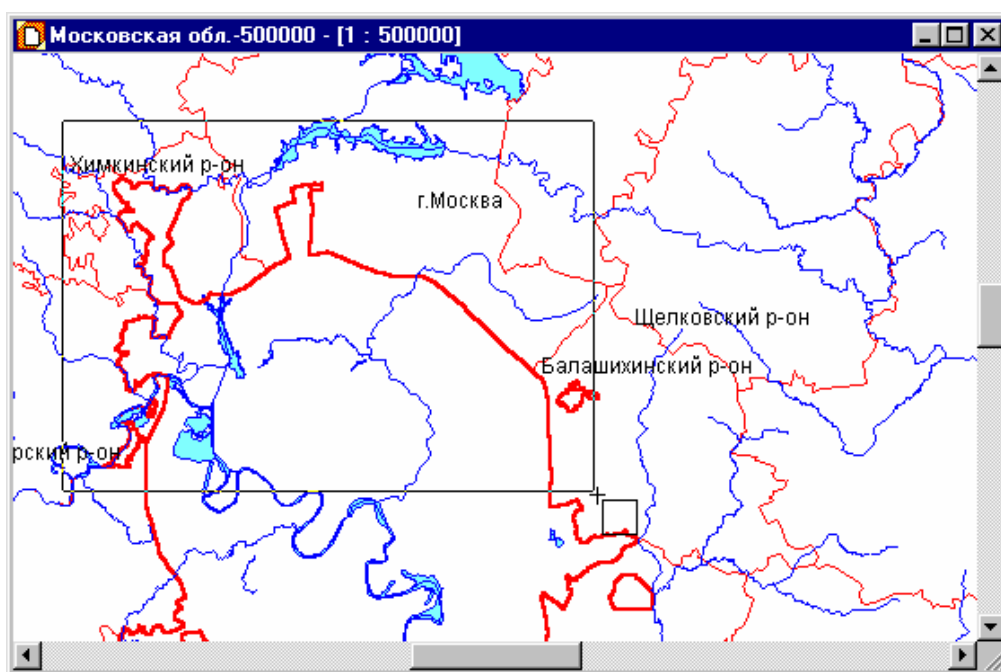 Московская обл.-500000 - [1 : 500000]
Химкинский р-он
г.Москва
Щелковский р-он
Балашихинский р-он
рский р-он